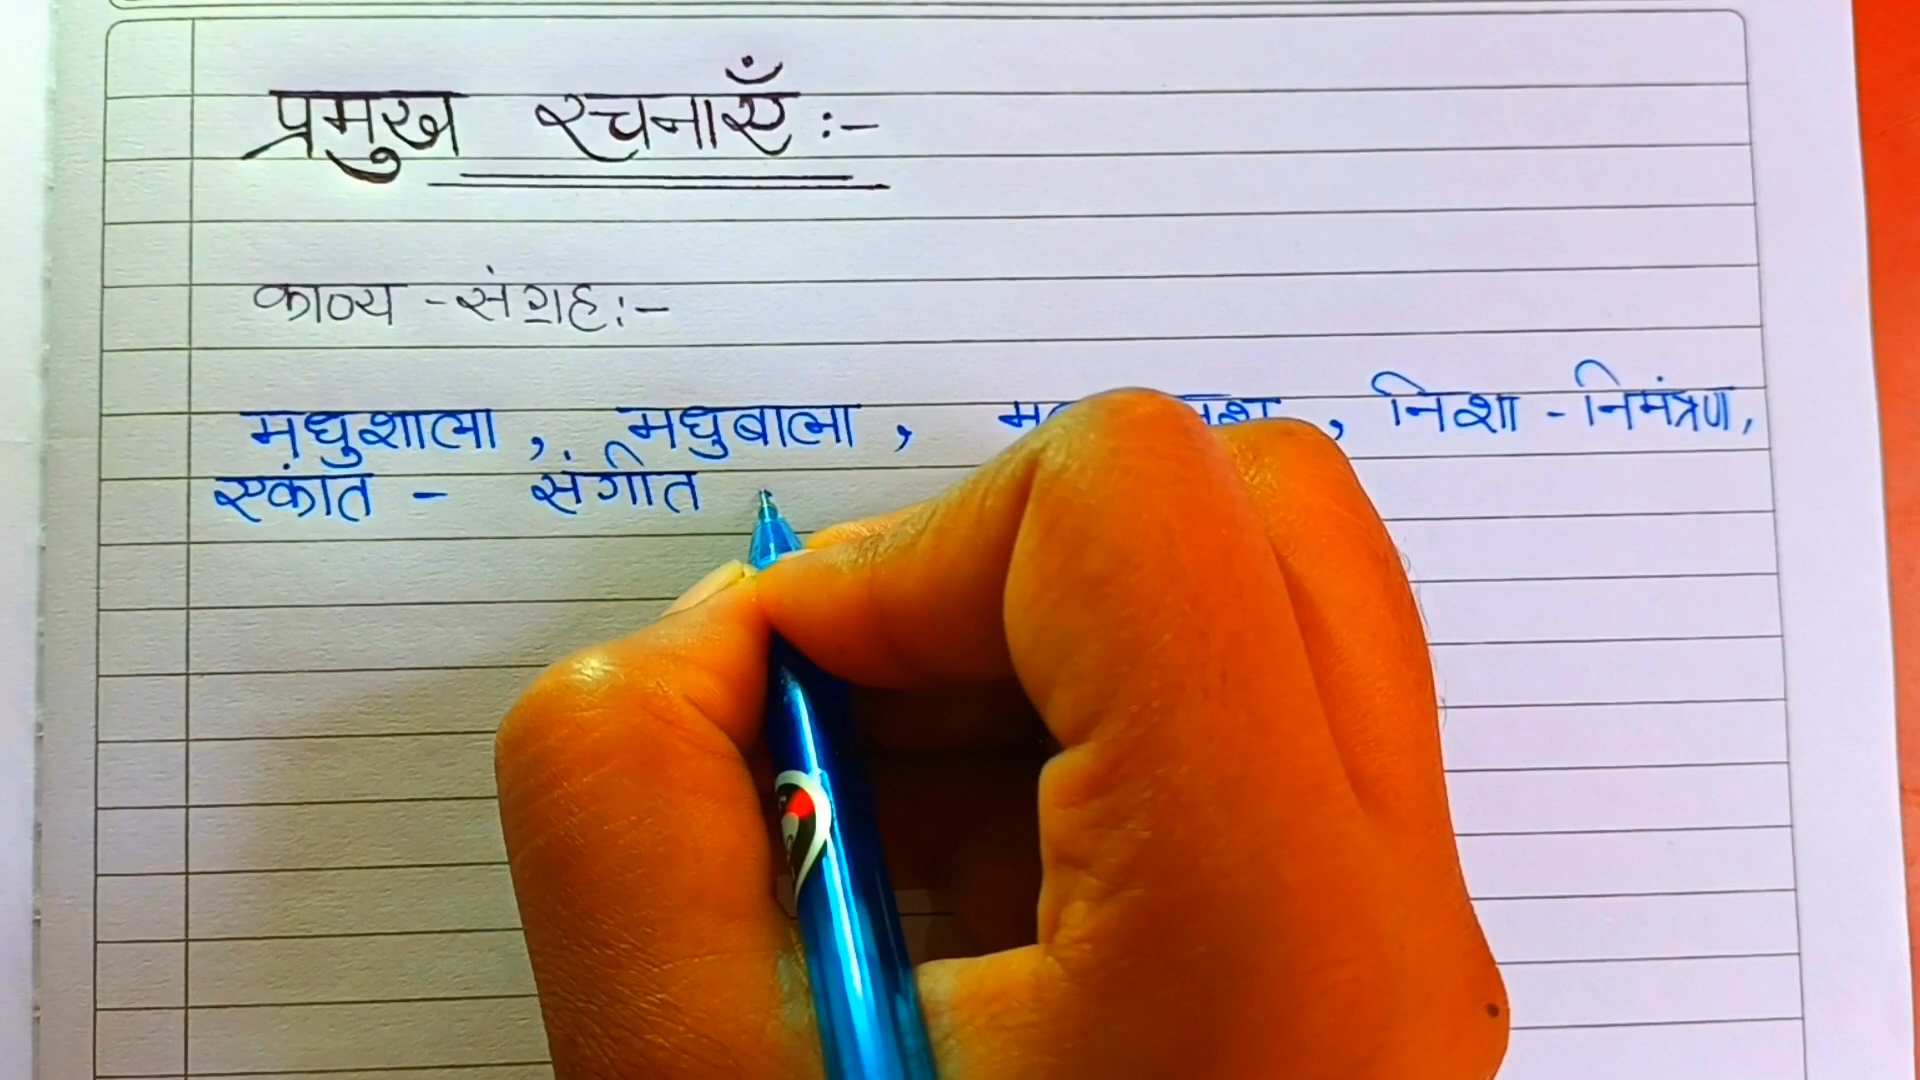 प्रमुख रचनाएँ :-
काव्य - संग्रह :-
मधुशाला , मधुबाला , , निशा - निमंत्रण,
एकांत - संगीत